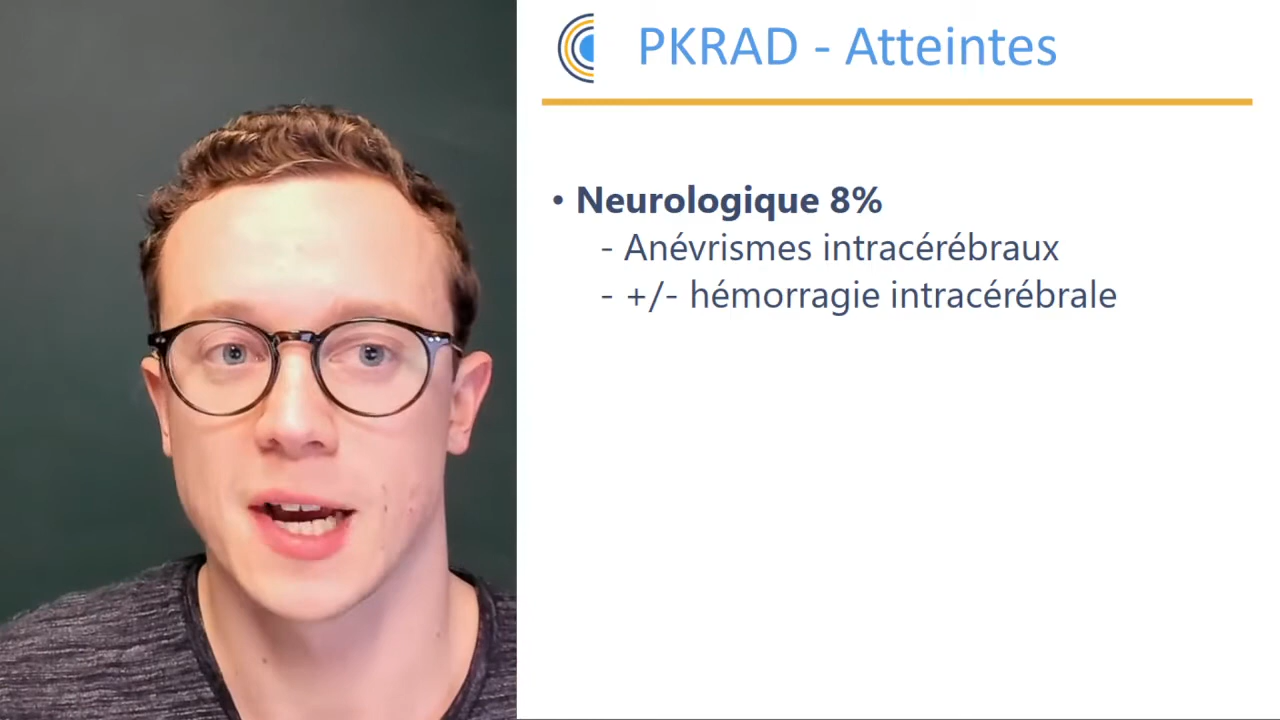 PKRAD - Atteintes
• Neurologique 8%
- Anévrismes intracérébraux
- +/- hémorragie intracérébrale